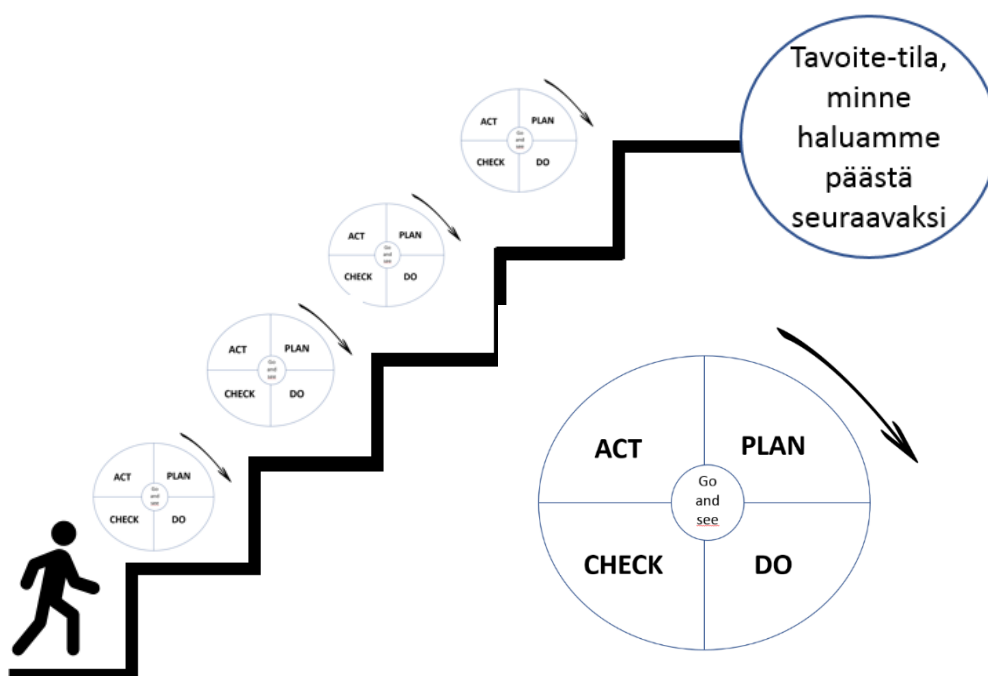 Tavoite-tila,
minne
haluamme
päästä
seuraavaksi
ACT PLAN
Go
and
see
CHECK DO
ACT PLAN
Go
and
see
CHECK DO
ACT PLAN
Go
and
see
CHECK DO
ACT PLAN
Go
and
see
CHECK DO
ACT PLAN
Go
and
see
CHECK DO